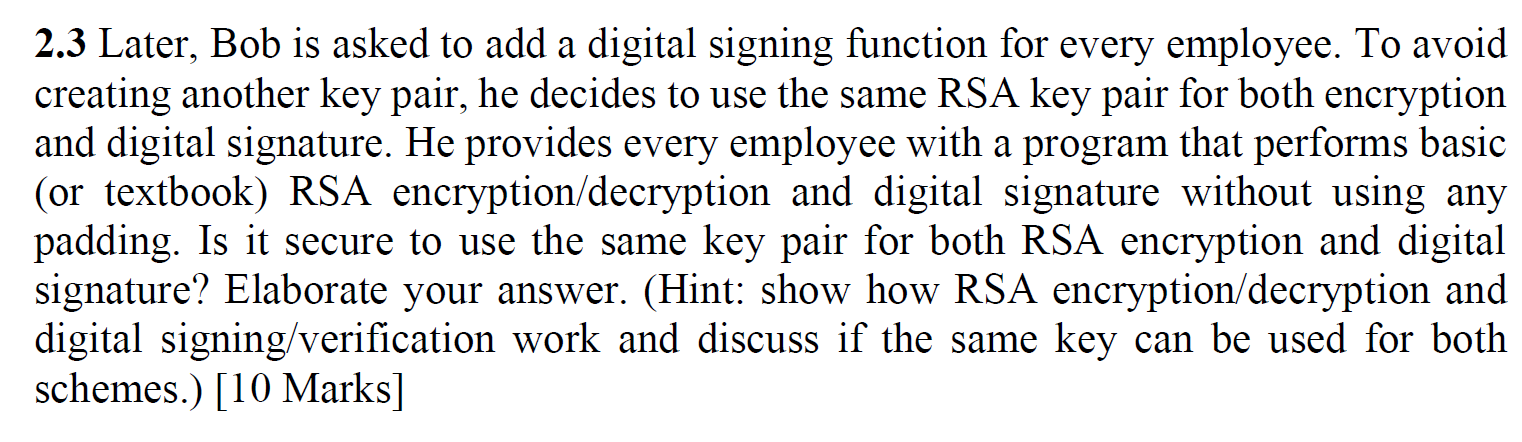 2.3 Later, Bob is asked to add a digital signing function for every employee. To avoid
creating another key pair, he decides to use the same RSA key pair for both encryption
and digital signature. He provides every employee with a program that performs basic
(or textbook) RSA encryption/decryption and digital signature without using any
padding. Is it secure to use the same key pair for both RSA encryption and digital
signature? Elaborate your answer. (Hint: show how RSA encryption/decryption and
digital signing/verification work and discuss if the same key can be used for both
schemes.) [10 Marks]